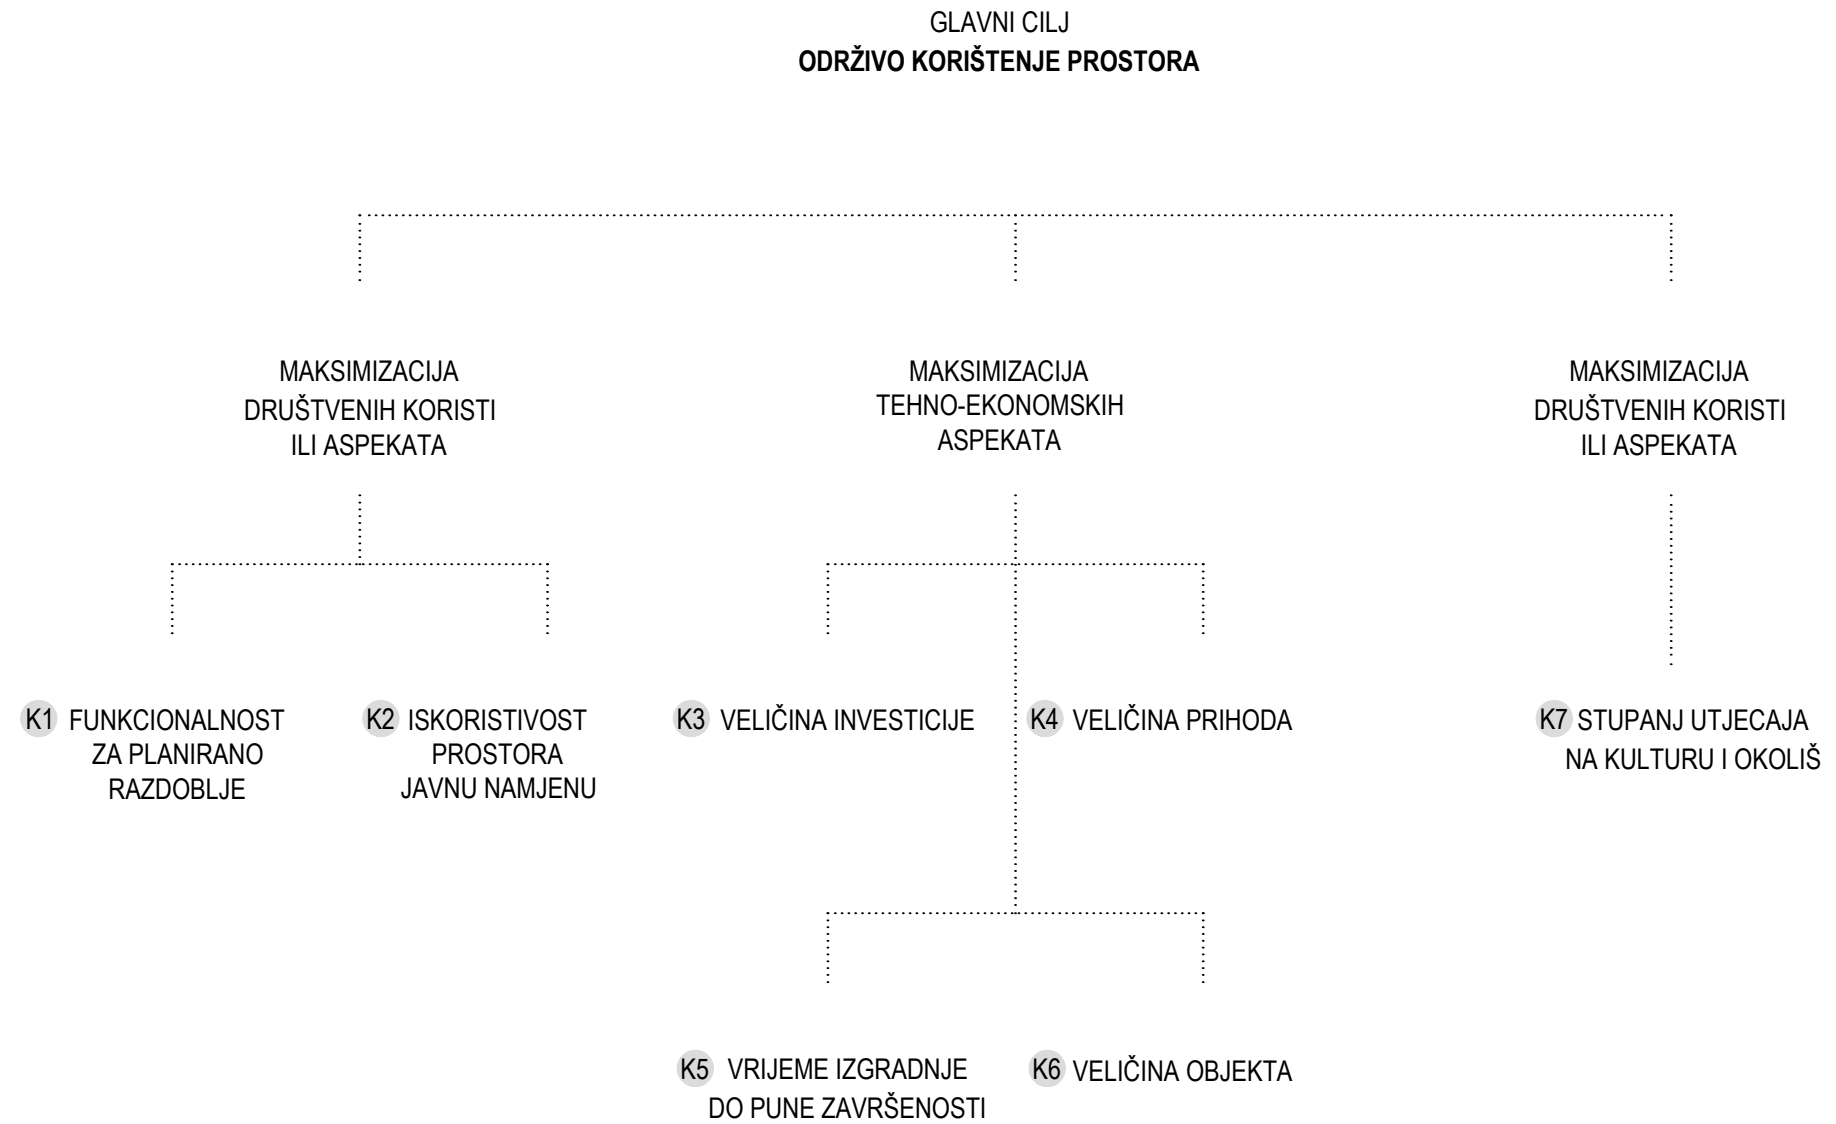 GLAVNI CILJ
ODRŽIVO KORIŠTENJE PROSTORA
MAKSIMIZACIJA
DRUŠTVENIH KORISTI
ILI ASPEKATA
MAKSIMIZACIJA
TEHNO-EKONOMSKIH
ASPEKATA
MAKSIMIZACIJA
DRUŠTVENIH KORISTI
ILI ASPEKATA
K1 FUNKCIONALNOST
ZA PLANIRANO
RAZDOBLJE
K2 ISKORISTIVOST
PROSTORA
JAVNU NAMJENU
K3 VELIČINA INVESTICIJE
K4 VELIČINA PRIHODA
K7 STUPANJ UTJECAJA
NA KULTURU I OKOLIŠ
K5 VRIJEME IZGRADNJE
DO PUNE ZAVRŠENOSTI
K6 VELIČINA OBJEKTA